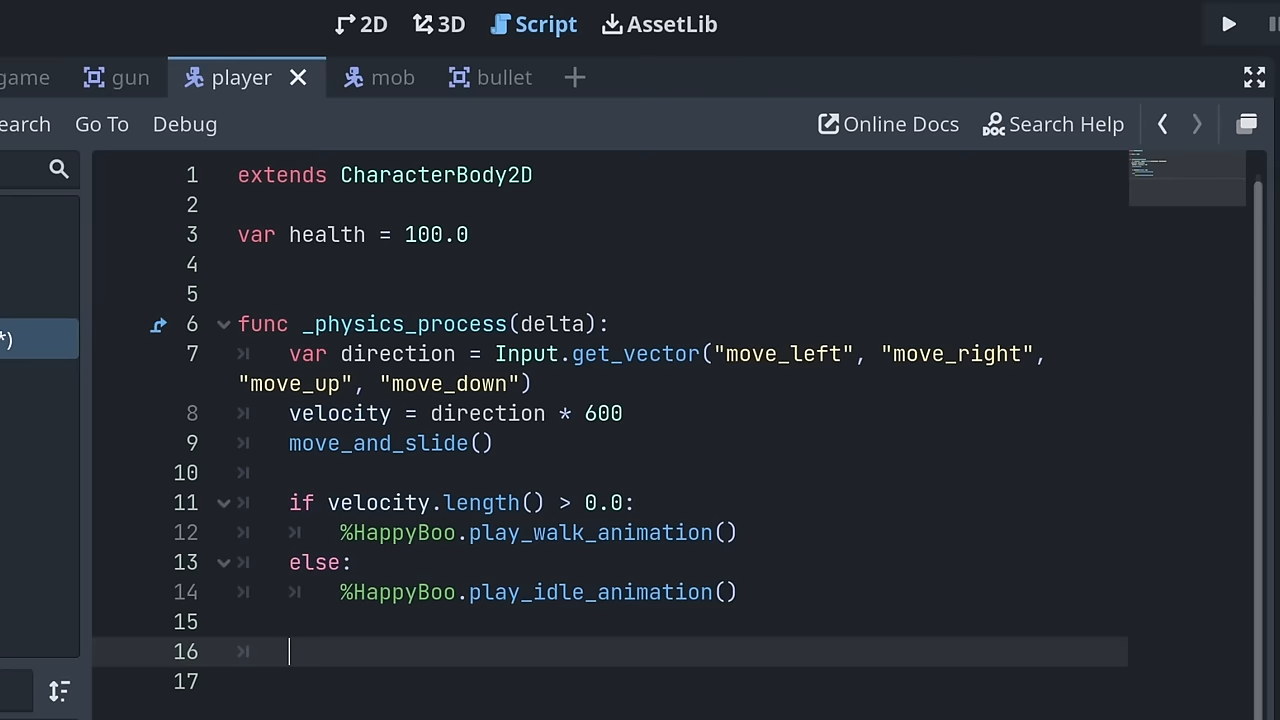 2D 3D Script AssetLib
game gun player mob bullet
earch Go To Debug Online Docs Search Help
1 extends CharacterBody2D
2
3 var health = 100.0
4
5
6 func _physics_process(delta):
7 var direction = Input.get_vector("move_left", "move_right",
"move_up", "move_down")
8 velocity = direction * 600
9 move_and_slide()
10
11 if velocity.length() > 0.0:
12 %HappyBoo.play_walk_animation()
13 else:
14 %HappyBoo.play_idle_animation()
15
16
17
*)